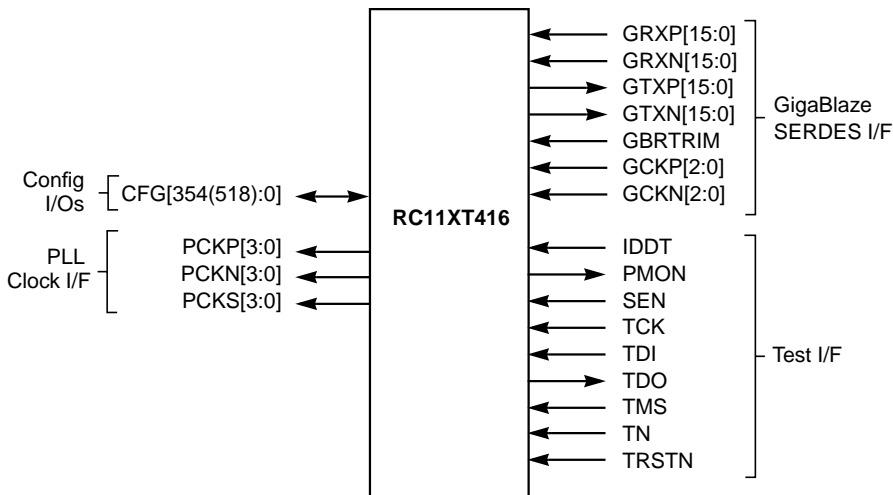 Config
I/Os
CFG[354(518):0]
PLL
Clock I/F
PCKP[3:0]
PCKN[3:0]
PCKS[3:0]
RC11XT416
GRXP[15:0]
GRXN[15:0]
GTXP[15:0]
GTXN[15:0]
GBRTRIM
GCKP[2:0]
GCKN[2:0]
GigaBlaze
SERDES I/F
IDDT
PMON
SEN
TCK
TDI
TDO
TMS
TN
TRSTN
Test I/F